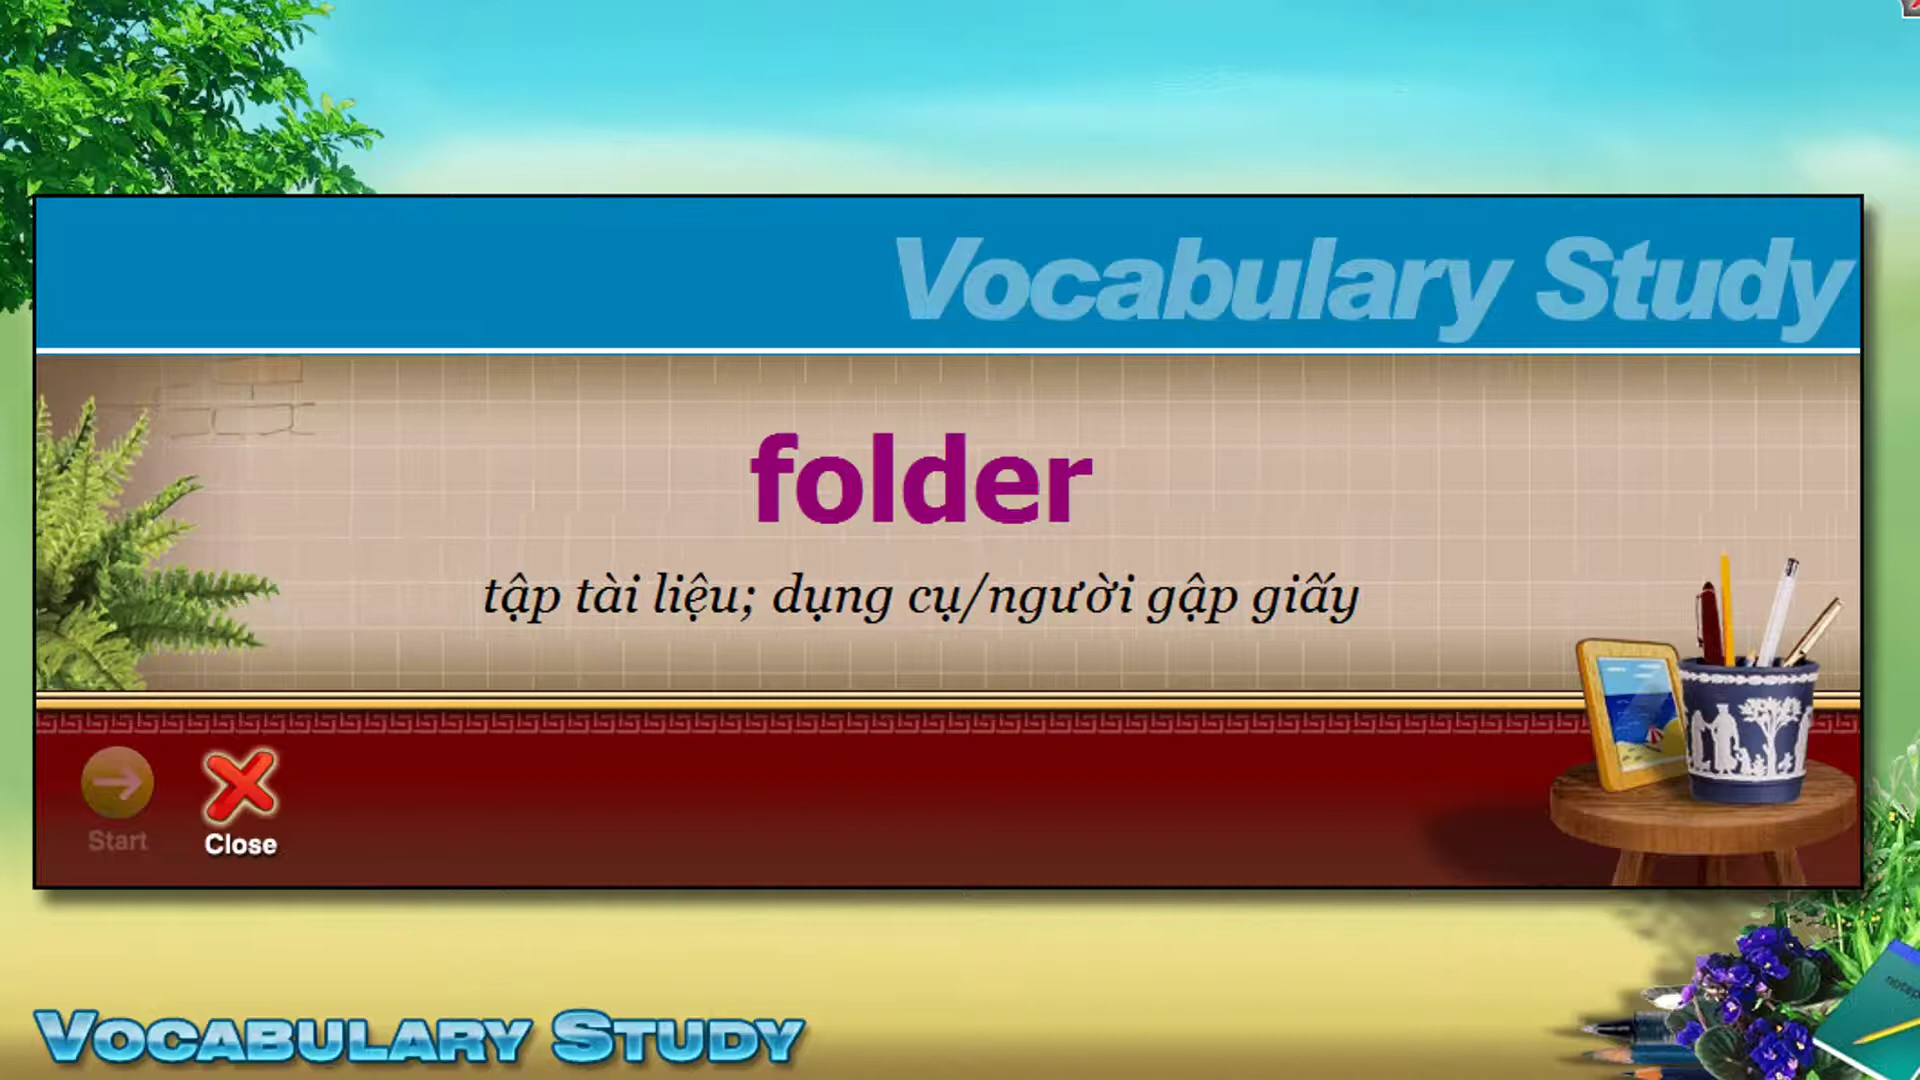 Vocabulary Study
folder
tập tài liệu; dụng cụ/người gập giấy
Start
Close
VOCABULARY STUDY